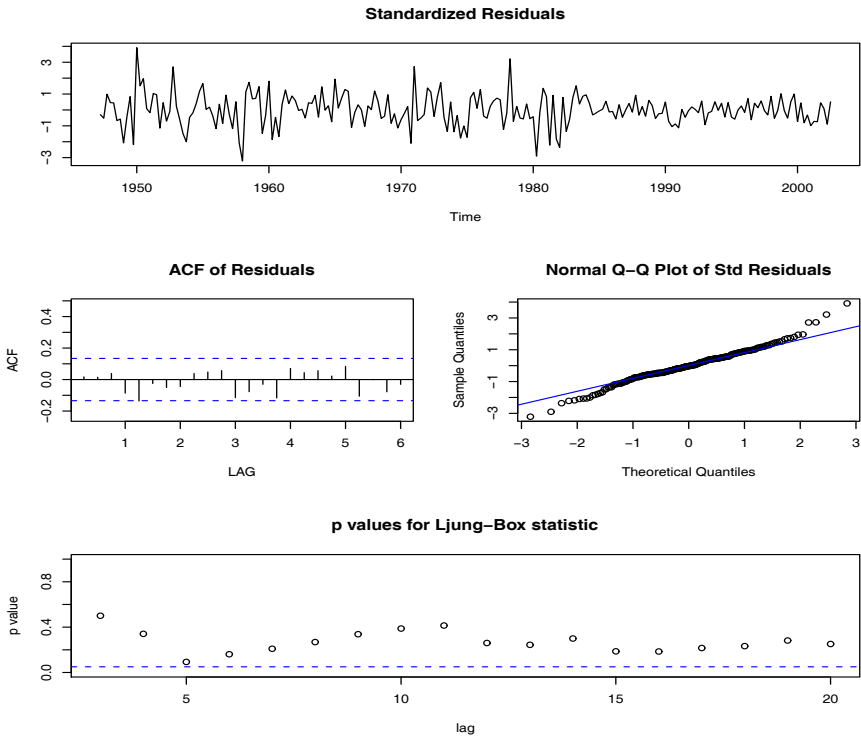 Standardized Residuals
3
1
−1
−3
1950 1960 1970 1980 1990 2000
Time
ACF of Residuals
ACF
0.4
0.2
0.0
−0.2
1 2 3 4 5 6
LAG
Normal Q−Q Plot of Std Residuals
Sample Quantiles
3
1
−1
−3
−3 −2 −1 0 1 2 3
Theoretical Quantiles
p values for Ljung−Box statistic
p value
0.8
0.4
0.0
5 10 15 20
lag